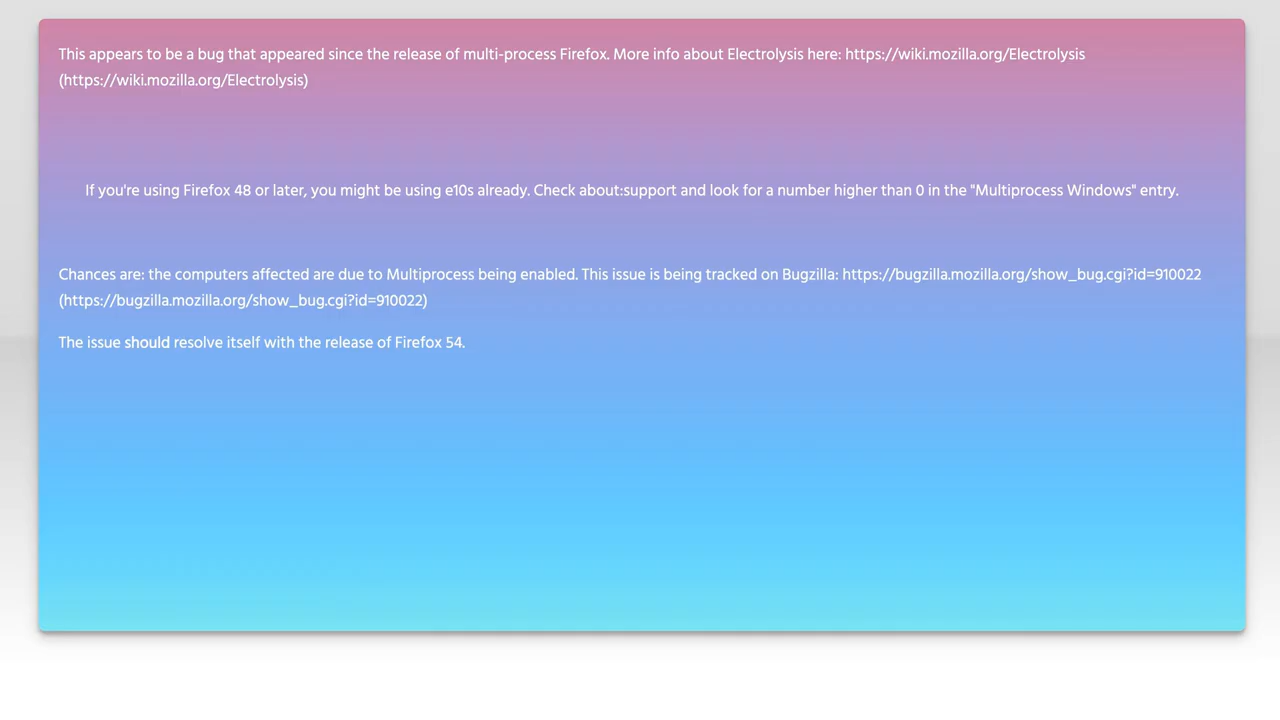 This appears to be a bug that appeared since the release of multi-process Firefox. More info about Electrolysis here: https://wiki.mozilla.org/Electrolysis
(https://wiki.mozilla.org/Electrolysis)
If you're using Firefox 48 or later, you might be using e10s already. Check about:support and look for a number higher than 0 in the "Multiprocess Windows" entry.
Chances are: the computers affected are due to Multiprocess being enabled. This issue is being tracked on Bugzilla: https://bugzilla.mozilla.org/show_bug.cgi?id=910022
(https://bugzilla.mozilla.org/show_bug.cgi?id=910022)
The issue should resolve itself with the release of Firefox 54.